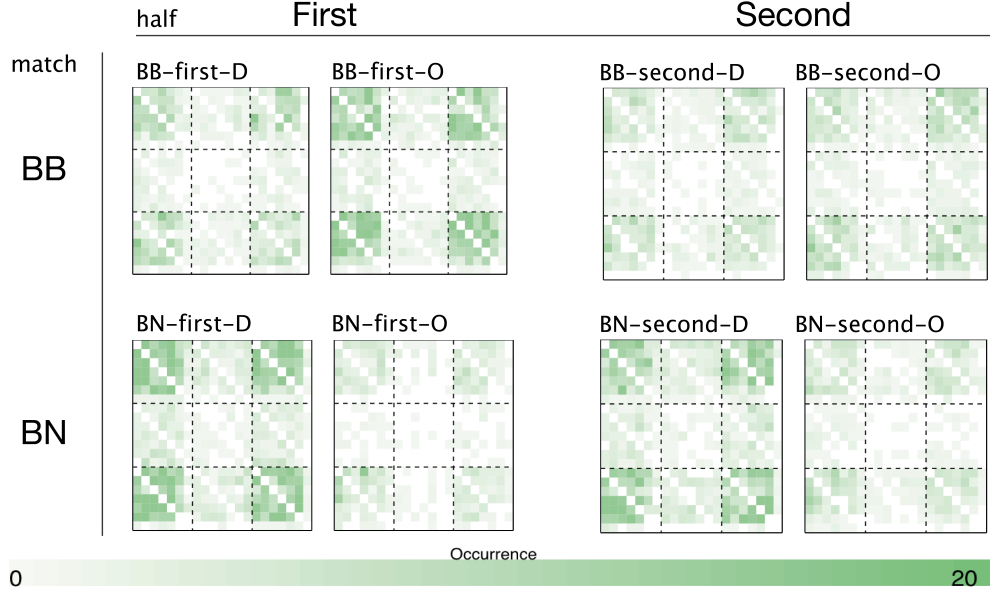 half First Second
match
BB-first-D BB-first-O BB-second-D BB-second-O
BB
BN-first-D BN-first-O BN-second-D BN-second-O
BN
Occurrence
0 20